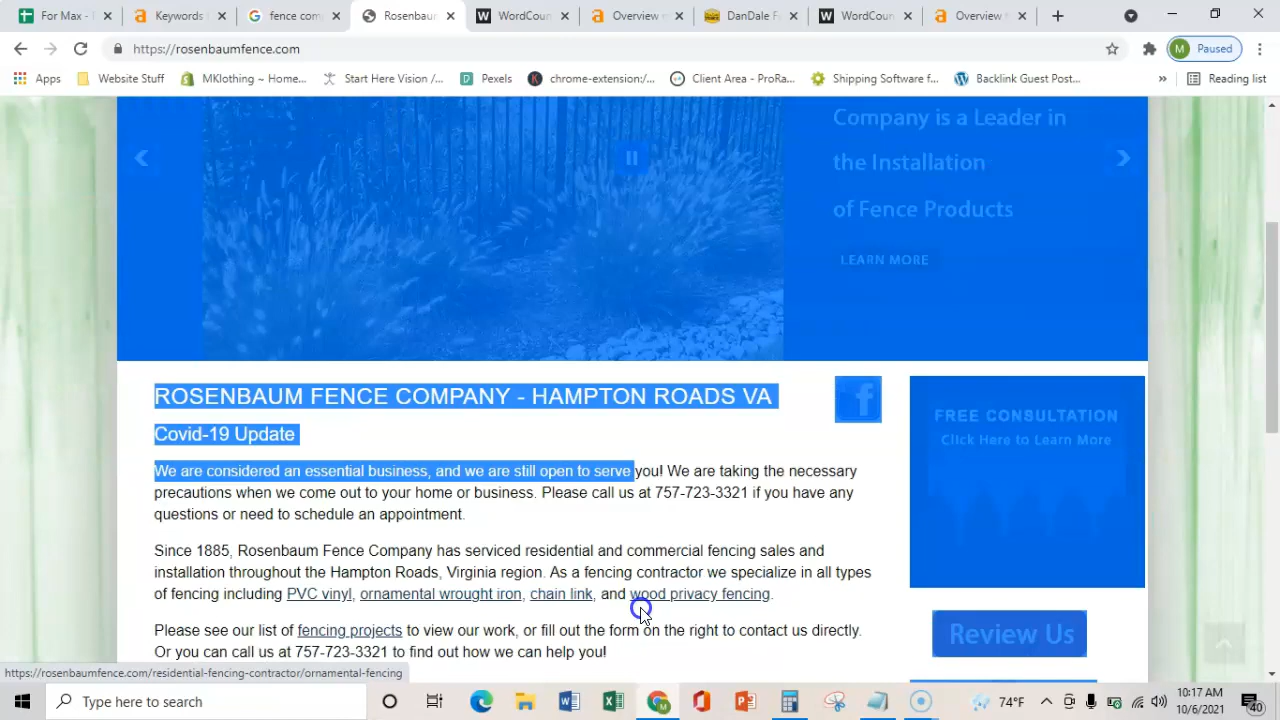 For Max -
Keywords
fence com
Rosenbau
WordCoun
Overview
DanDale F
WordCoun
Overview
https://rosenbaumfence.com
M
Paused
Apps
Website Stuff
MKlothing ~ Home...
Start Here Vision /...
Pexels
chrome-extension:/...
Client Area - ProRa...
Shipping Software f...
Backlink Guest Post...
»
Reading list
Company is a Leader in
the Installation
of Fence Products
LEARN MORE
ROSENBAUM FENCE COMPANY - HAMPTON ROADS VA
Covid-19 Update
We are considered an essential business, and we are still open to serve you! We are taking the necessary
precautions when we come out to your home or business. Please call us at 757-723-3321 if you have any
questions or need to schedule an appointment.
Since 1885, Rosenbaum Fence Company has serviced residential and commercial fencing sales and
installation throughout the Hampton Roads, Virginia region. As a fencing contractor we specialize in all types
of fencing including PVC vinyl, ornamental wrought iron, chain link, and wood privacy fencing.
Please see our list of fencing projects to view our work, or fill out the form on the right to contact us directly.
Or you can call us at 757-723-3321 to find out how we can help you!
FREE CONSULTATION
Click Here to Learn More
Review Us
https://rosenbaumfence.com/residential-fencing-contractor/ornamental-fencing
Type here to search
74°F
10:17 AM
10/6/2021
40